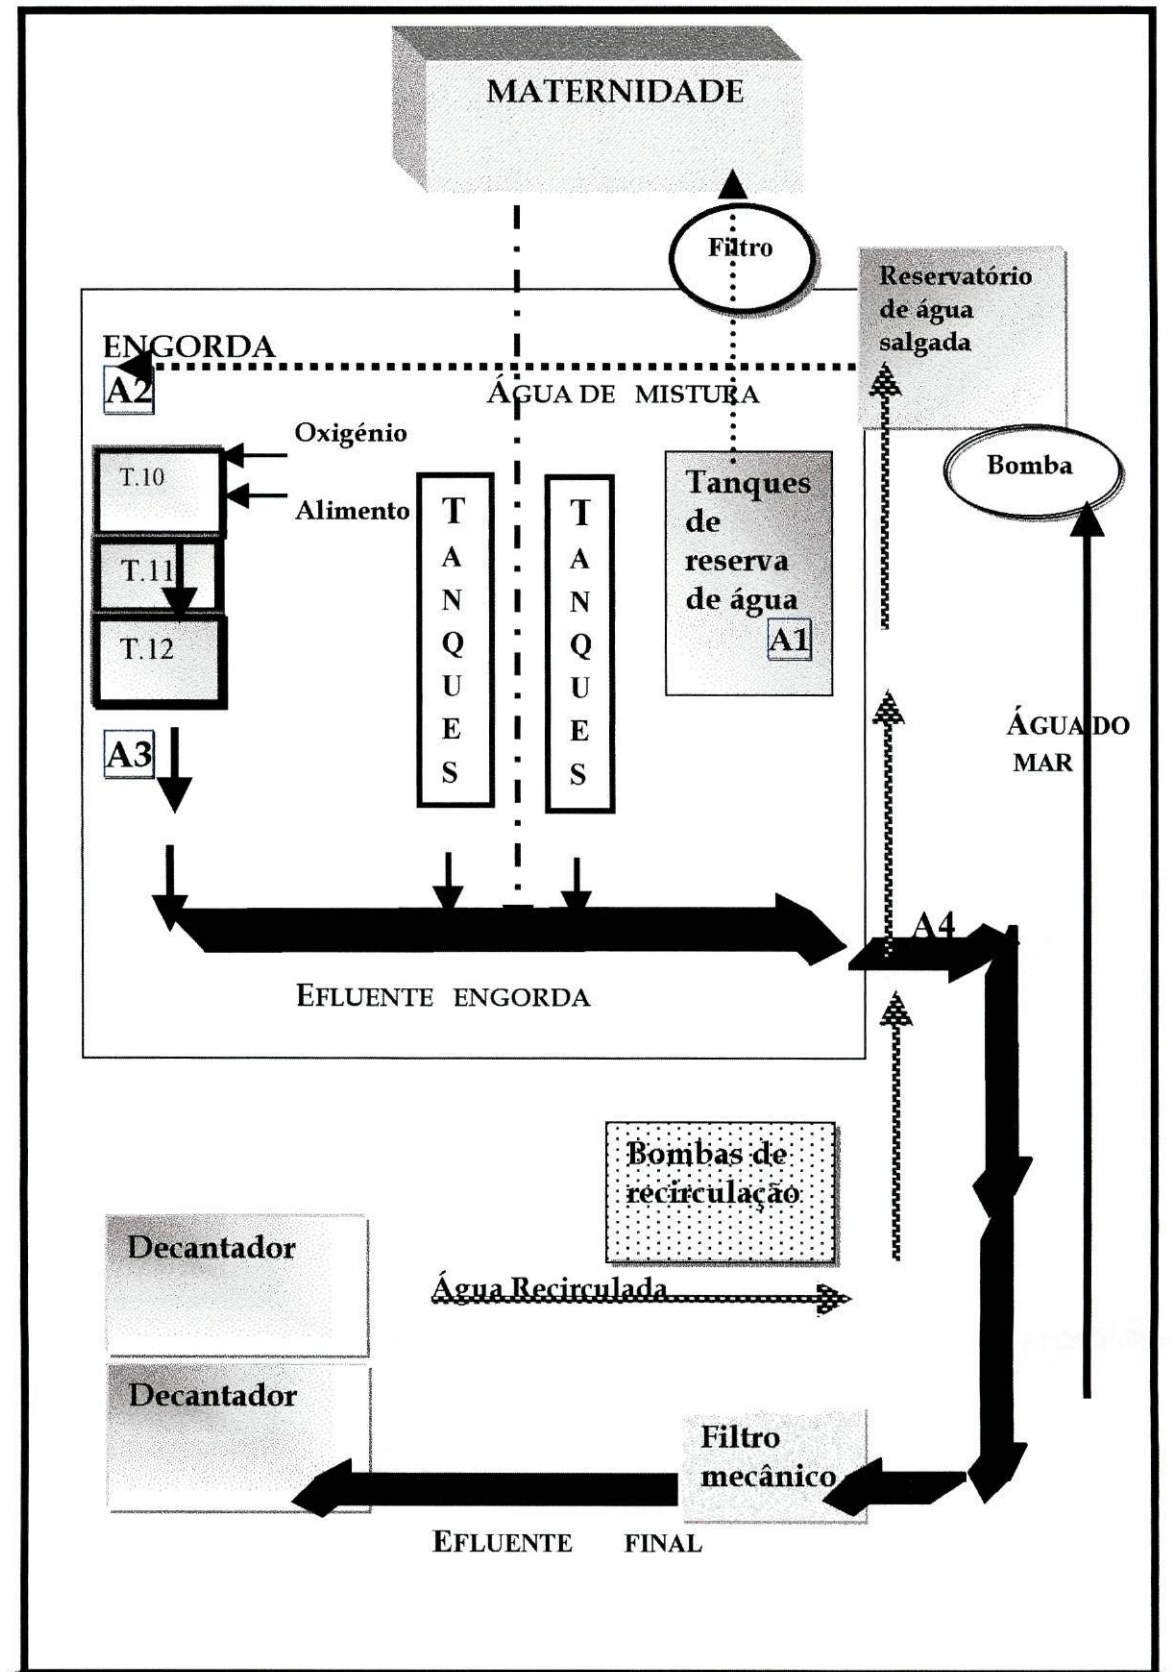 MATERNIDADE
Filtro
Reservatório
de água
salgada
ENGORDA
A2
ÁGUA DE MISTURA
Oxigénio
Alimento
T.10
T.11
T.12
A3
T
A
N
Q
U
E
S
T
A
N
Q
U
E
S
Tanques
de
reserva
de água
A1
Bomba
ÁGUA DO
MAR
A4
EFLUENTE ENGORDA
Bombas de
recirculação
Decantador
Água Recirculada
Decantador
Filtro
mecânico
EFLUENTE FINAL